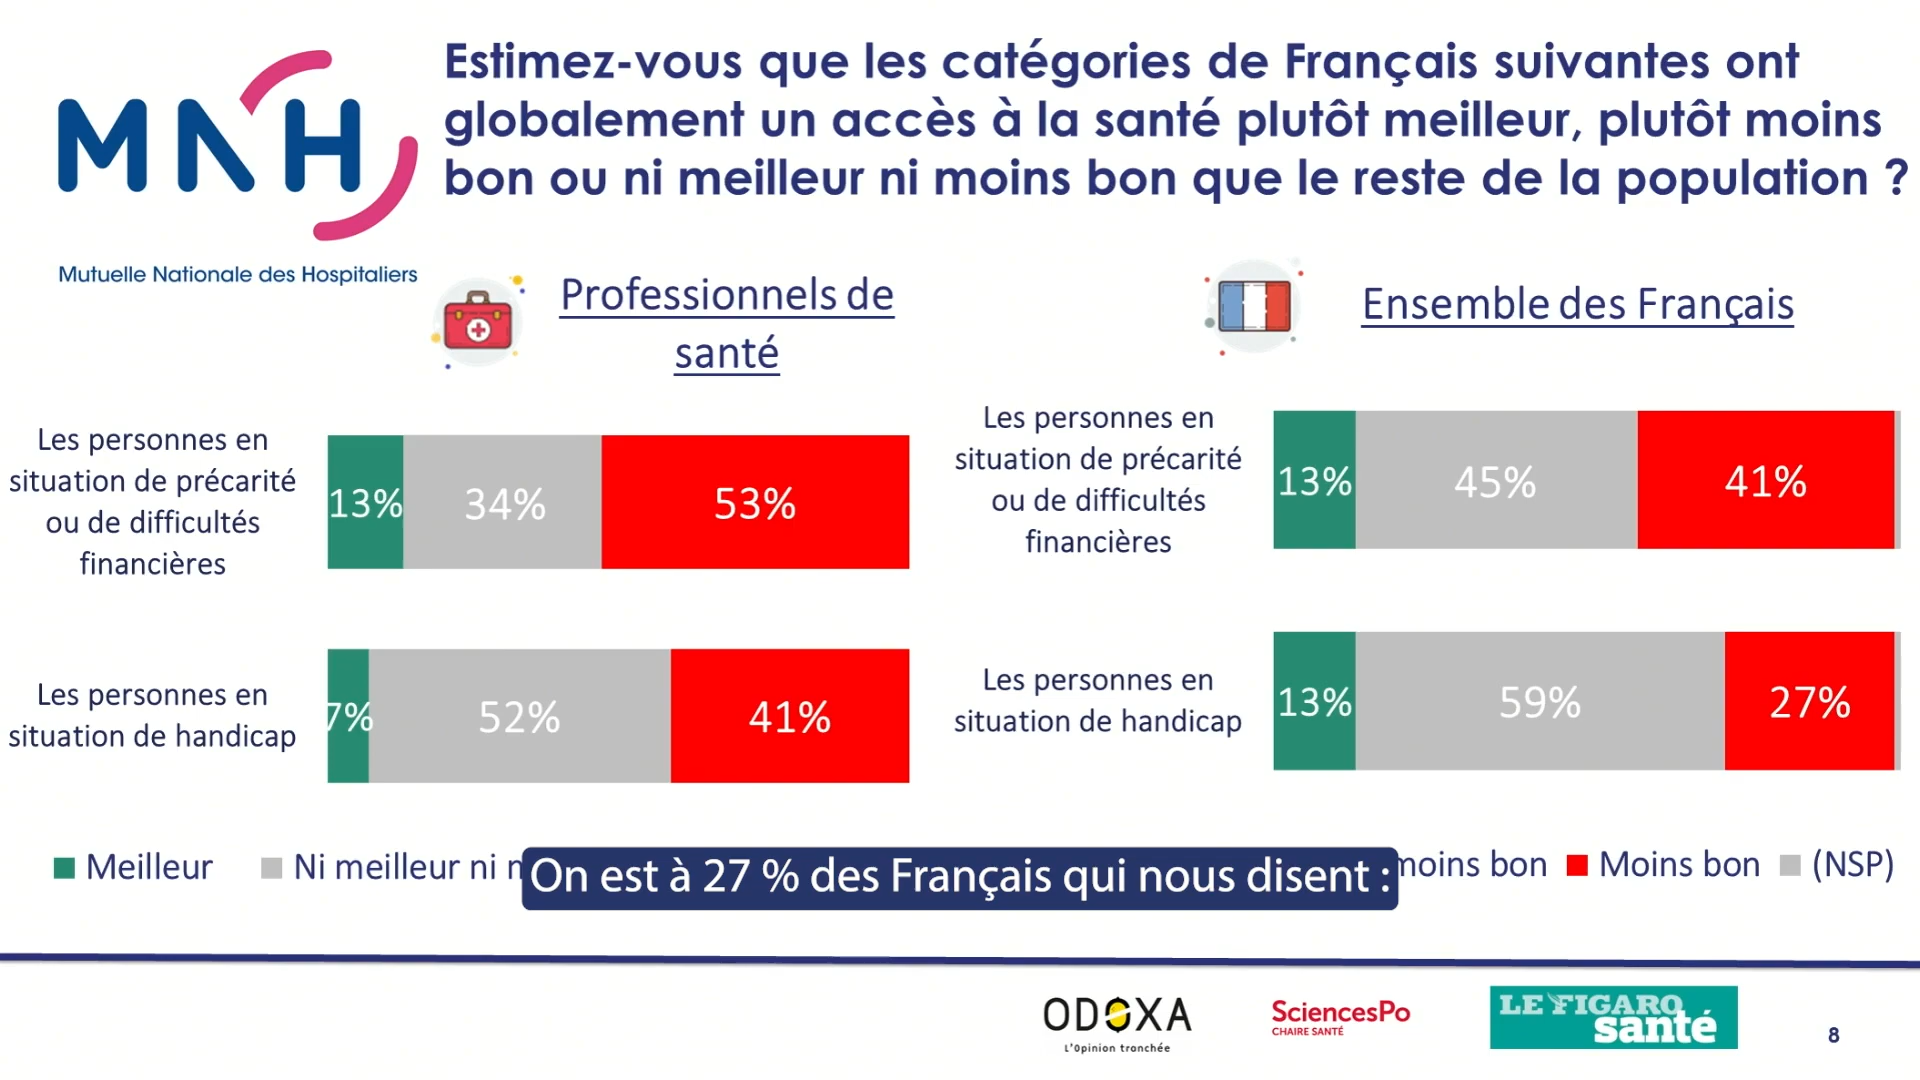 MNH
Mutuelle Nationale des Hospitaliers
Estimez-vous que les catégories de Français suivantes ont
globalement un accès à la santé plutôt meilleur, plutôt moins
bon ou ni meilleur ni moins bon que le reste de la population ?
Professionnels de
santé
Les personnes en
situation de précarité
ou de difficultés
financières
13% 34% 53%
Les personnes en
situation de handicap
7% 52% 41%
Ensemble des Français
Les personnes en
situation de précarité
ou de difficultés
financières
13% 45% 41%
Les personnes en
situation de handicap
13% 59% 27%
Meilleur Ni meilleur ni
moins bon Moins bon (NSP)
On est à 27 % des Français qui nous disent :
ODOXA
L'Opinion tranchée
SciencesPo
CHAIRE SANTÉ
LE FIGARO
santé
8